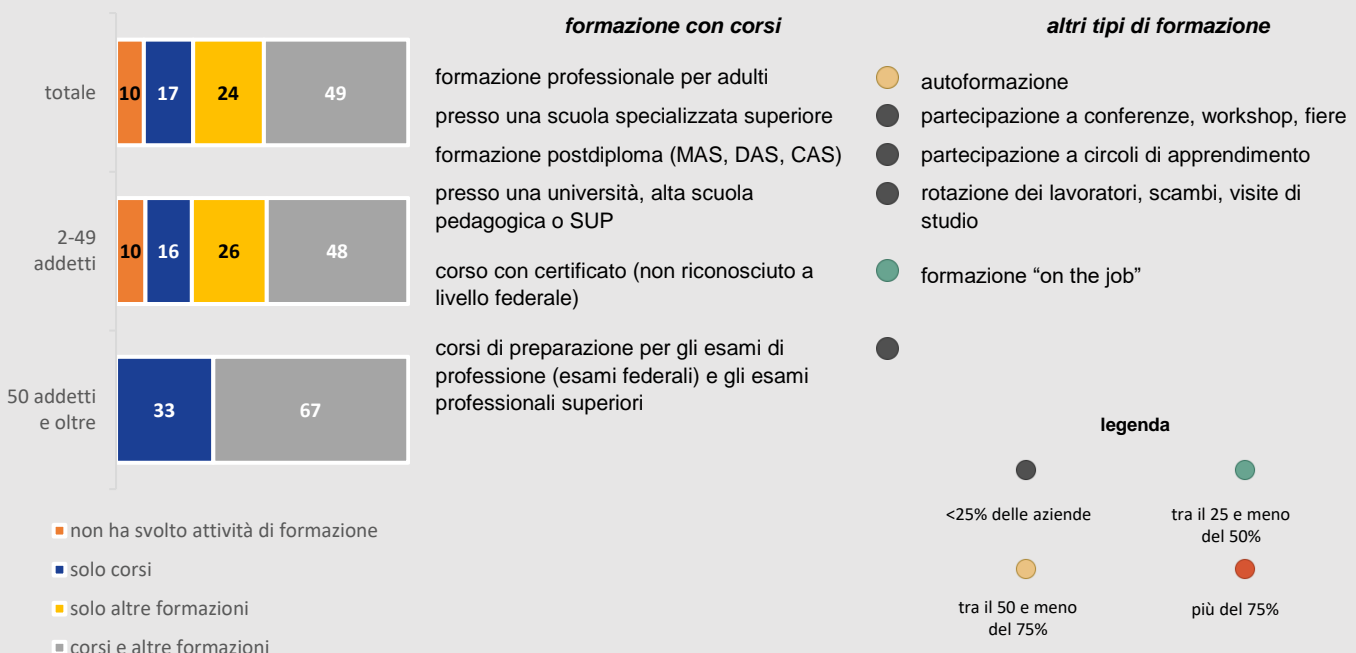 totale
10 17 24 49
2-49
addetti
10 16 26 48
50 addetti
e oltre
33 67
non ha svolto attività di formazione
solo corsi
solo altre formazioni
corsi e altre formazioni
formazione con corsi
formazione professionale per adulti
presso una scuola specializzata superiore
formazione postdiploma (MAS, DAS, CAS)
presso una università, alta scuola
pedagogica o SUP
corso con certificato (non riconosciuto a
livello federale)
corsi di preparazione per gli esami di
professione (esami federali) e gli esami
professionali superiori
altri tipi di formazione
autoformazione
partecipazione a conferenze, workshop, fiere
partecipazione a circoli di apprendimento
rotazione dei lavoratori, scambi, visite di
studio
formazione “on the job”
legenda
<25% delle aziende
tra il 25 e meno
del 50%
tra il 50 e meno
del 75%
più del 75%